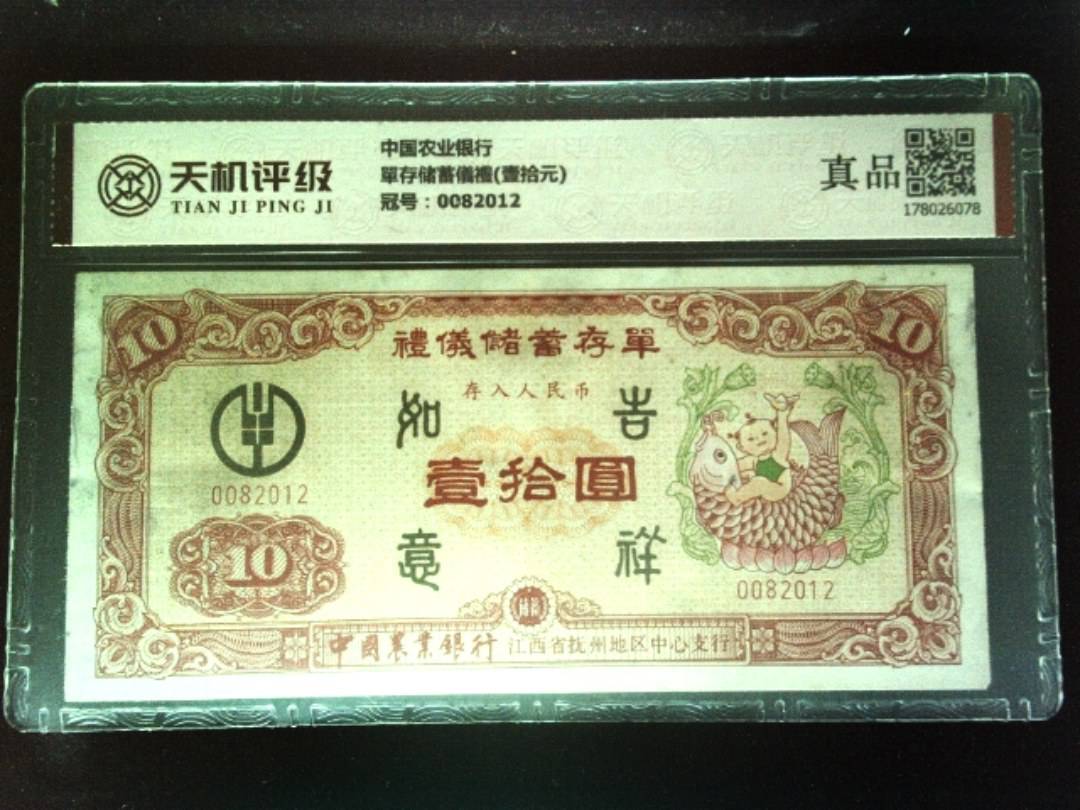 天机评级
TIAN JI PING JI
中国农业银行
單存储蓄儀禮(壹拾元)
冠号：0082012
真品
178026078
10
10
禮儀儲蓄存單
存入人民币
如 吉
壹拾圓
意 祥
0082012
10
0082012
中國農業銀行 江西省抚州地区中心支行